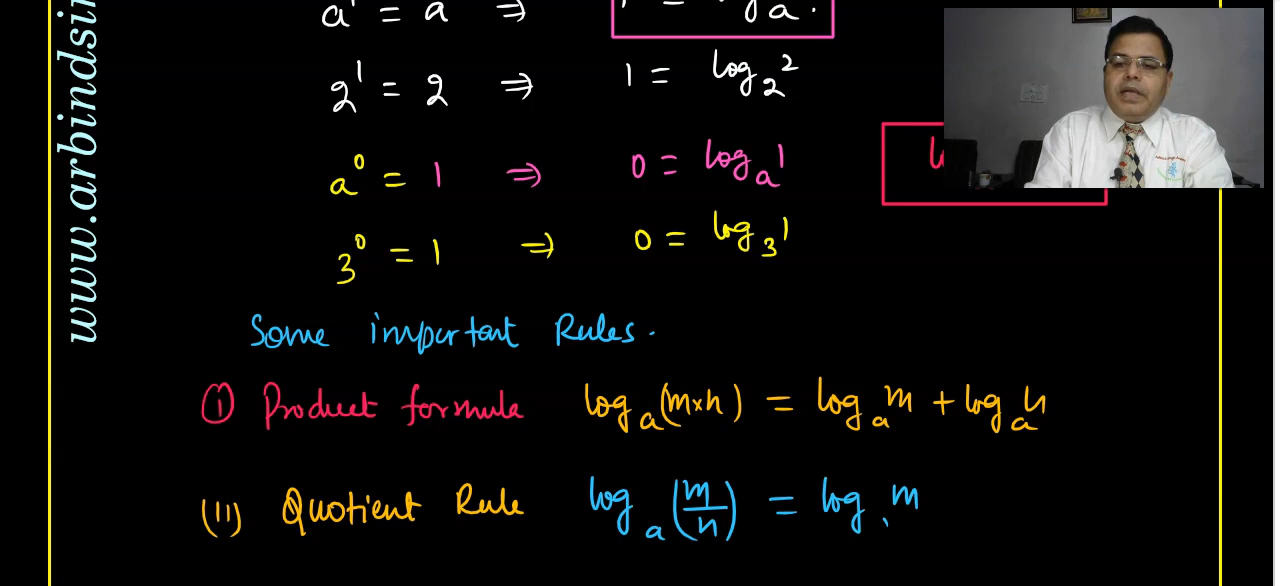 www.arbindsin
a¹ = a ⇒
2¹ = 2 ⇒ 1 = log₂2
a⁰ = 1 ⇒ 0 = logₐ1
3⁰ = 1 ⇒ 0 = log₃1
Some important Rules.
(i) Product formula logₐ(m×n) = logₐm + logₐn
(ii) Quotient Rule logₐ(m/n) = log m